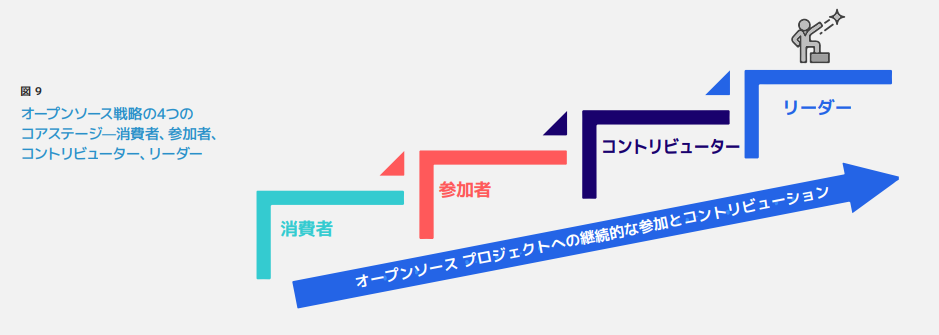 図 9
オープンソース戦略の4つの
コアステージ—消費者、参加者、
コントリビューター、リーダー
消費者
参加者
コントリビューター
リーダー
オープンソース プロジェクトへの継続的な参加とコントリビューション